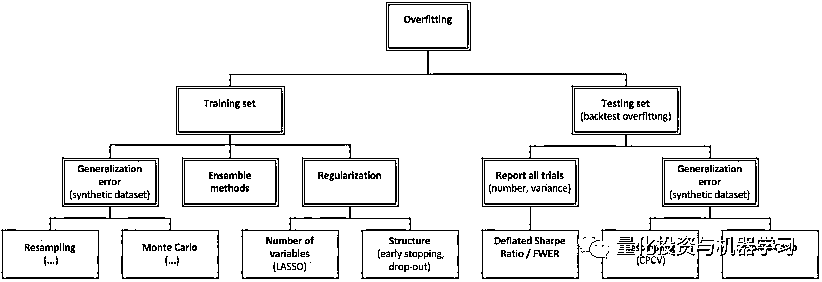 Overfitting
Training set
Testing set
(backtest overfitting)
Generalization
error
(synthetic dataset)
Ensemble
methods
Regularization
Report all trials
(number, variance)
Generalization
error
(synthetic dataset)
Resampling
(...)
Monte Carlo
(...)
Number of
variables
(LASSO)
Structure
(early stopping,
drop-out)
Deflated Sharpe
Ratio / FWER
(CPCV)
量化投资与机器学习